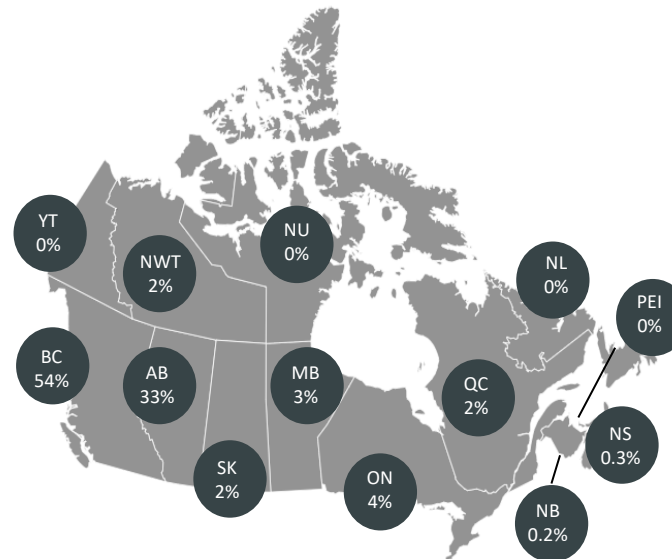 YT
0%
NWT
2%
NU
0%
NL
0%
PEI
0%
BC
54%
AB
33%
MB
3%
QC
2%
NS
0.3%
SK
2%
ON
4%
NB
0.2%